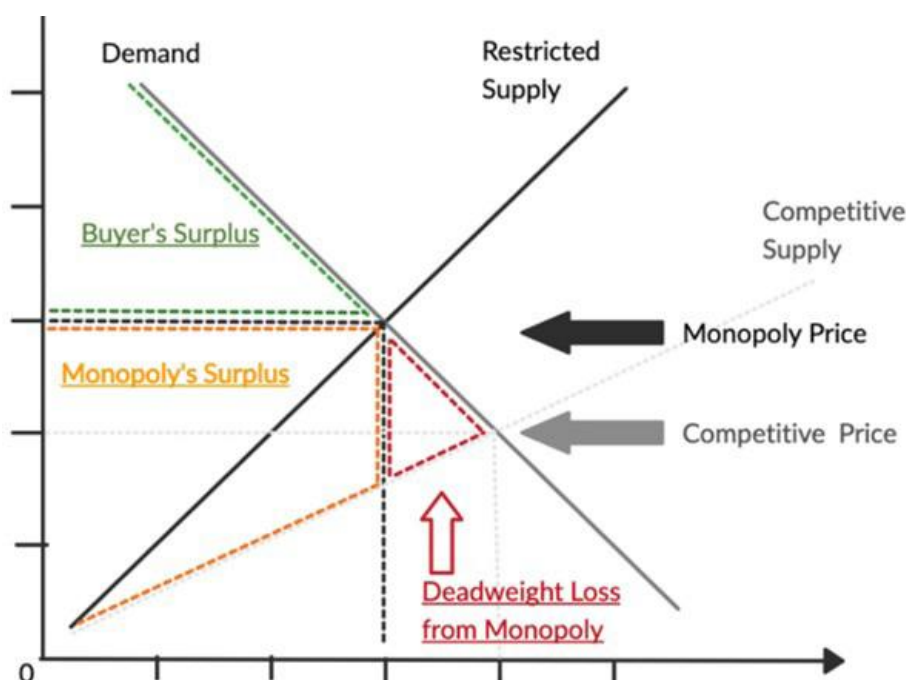 Demand
Restricted
Supply
Competitive
Supply
Buyer's Surplus
Monopoly Price
Monopoly's Surplus
Competitive Price
Deadweight Loss
from Monopoly
0